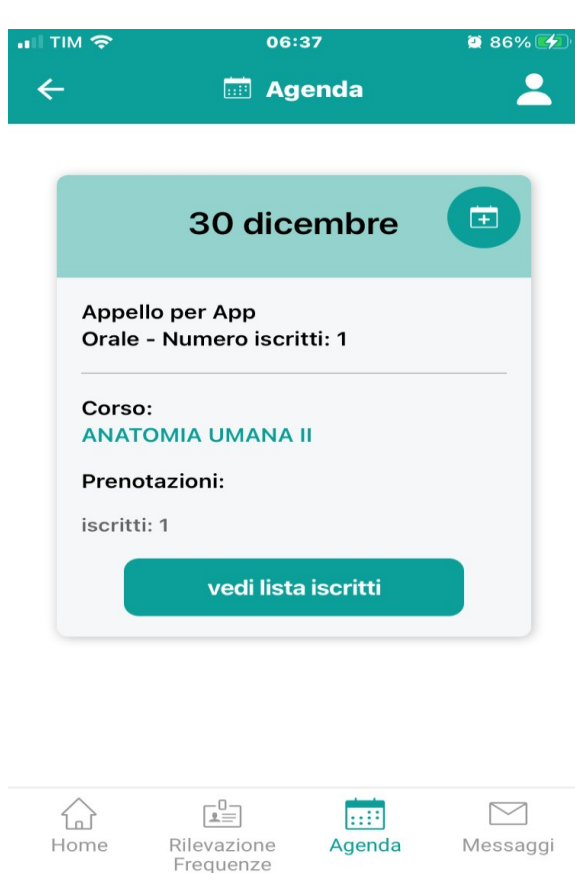 TIM 06:37 86%
Agenda
30 dicembre
Appello per App
Orale - Numero iscritti: 1
Corso:
ANATOMIA UMANA II
Prenotazioni:
iscritti: 1
vedi lista iscritti
Home
Rilevazione
Frequenze
Agenda
Messaggi